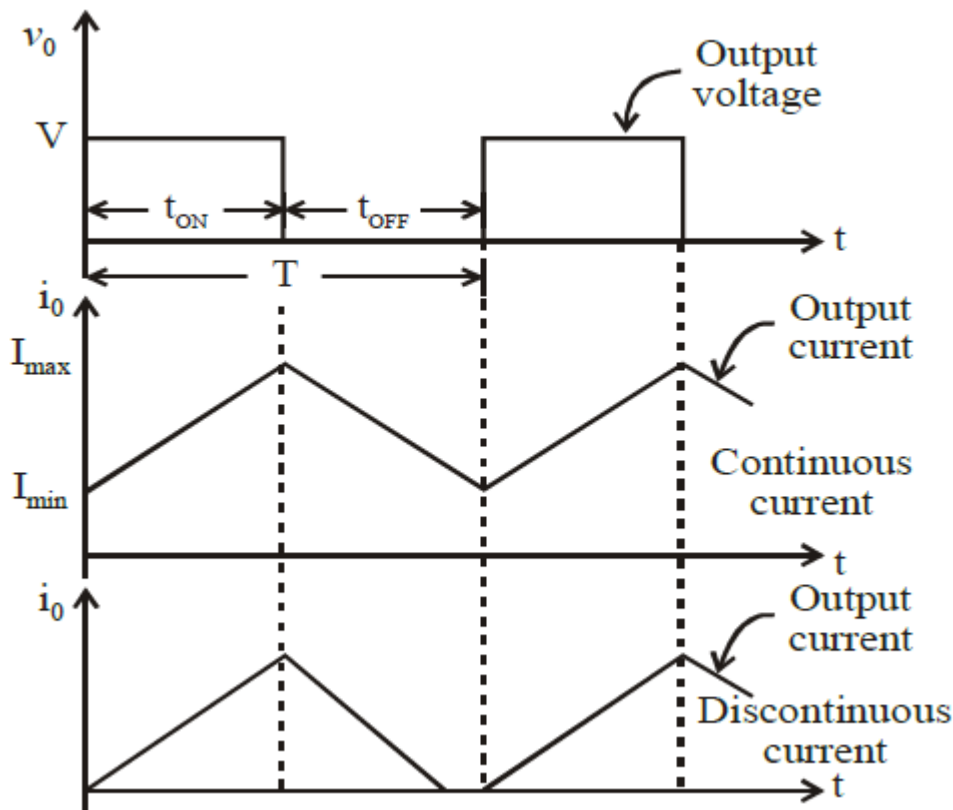 v₀
Output
voltage
V
tON
tOFF
t
T
i₀
Output
current
Imax
Imin
Continuous
current
t
i₀
Output
current
Discontinuous
current
t